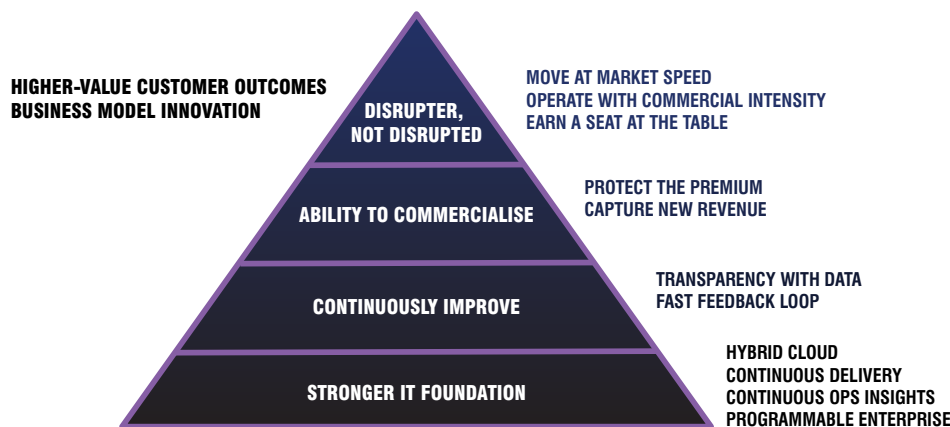 HIGHER-VALUE CUSTOMER OUTCOMES
BUSINESS MODEL INNOVATION
DISRUPTER,
NOT DISRUPTED
MOVE AT MARKET SPEED
OPERATE WITH COMMERCIAL INTENSITY
EARN A SEAT AT THE TABLE
ABILITY TO COMMERCIALISE
PROTECT THE PREMIUM
CAPTURE NEW REVENUE
CONTINUOUSLY IMPROVE
TRANSPARENCY WITH DATA
FAST FEEDBACK LOOP
STRONGER IT FOUNDATION
HYBRID CLOUD
CONTINUOUS DELIVERY
CONTINUOUS OPS INSIGHTS
PROGRAMMABLE ENTERPRISE